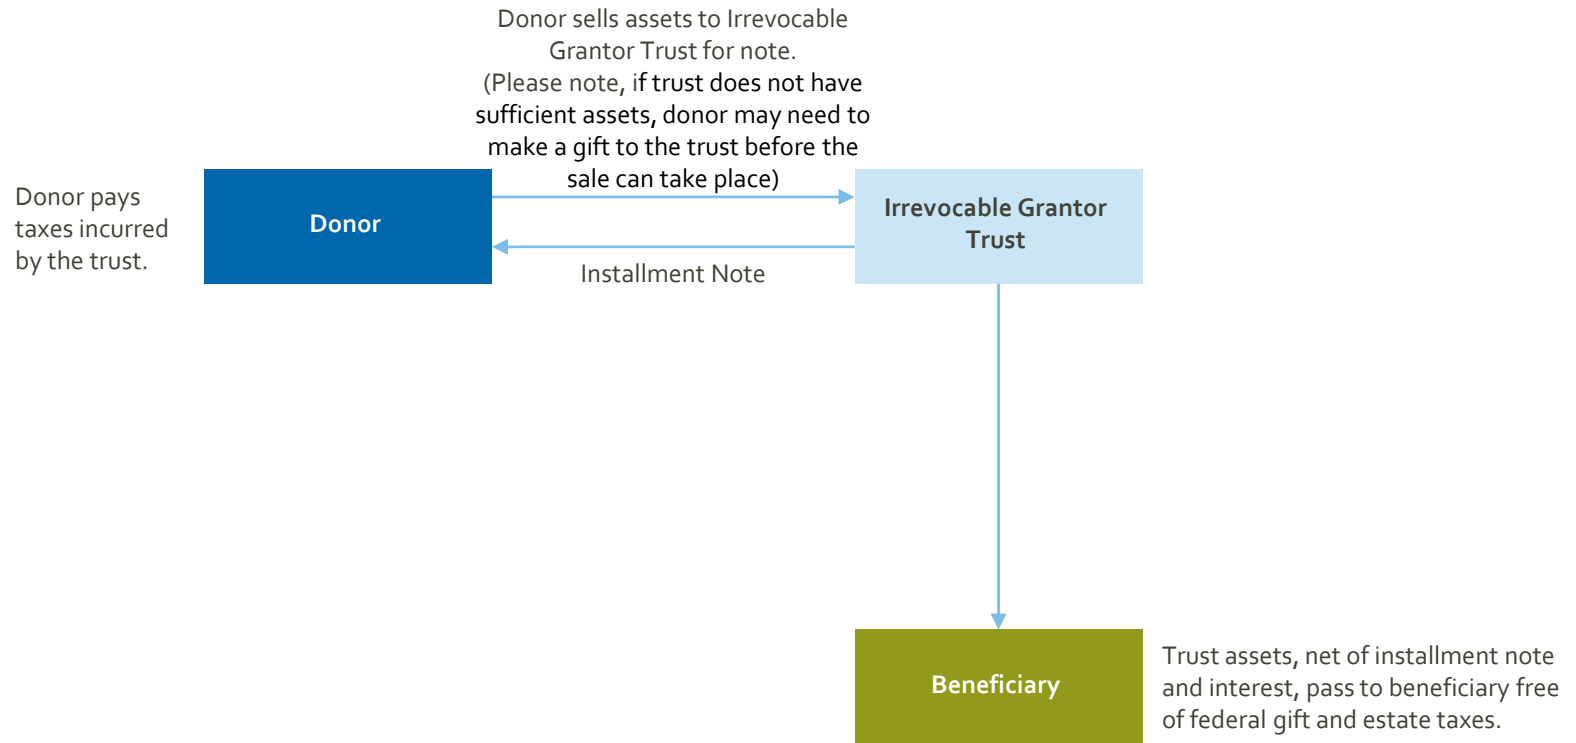 Donor sells assets to Irrevocable
Grantor Trust for note.
(Please note, if trust does not have
sufficient assets, donor may need to
make a gift to the trust before the
sale can take place)
Donor pays
taxes incurred
by the trust.
Donor
Irrevocable Grantor
Trust
Installment Note
Beneficiary
Trust assets, net of installment note
and interest, pass to beneficiary free
of federal gift and estate taxes.